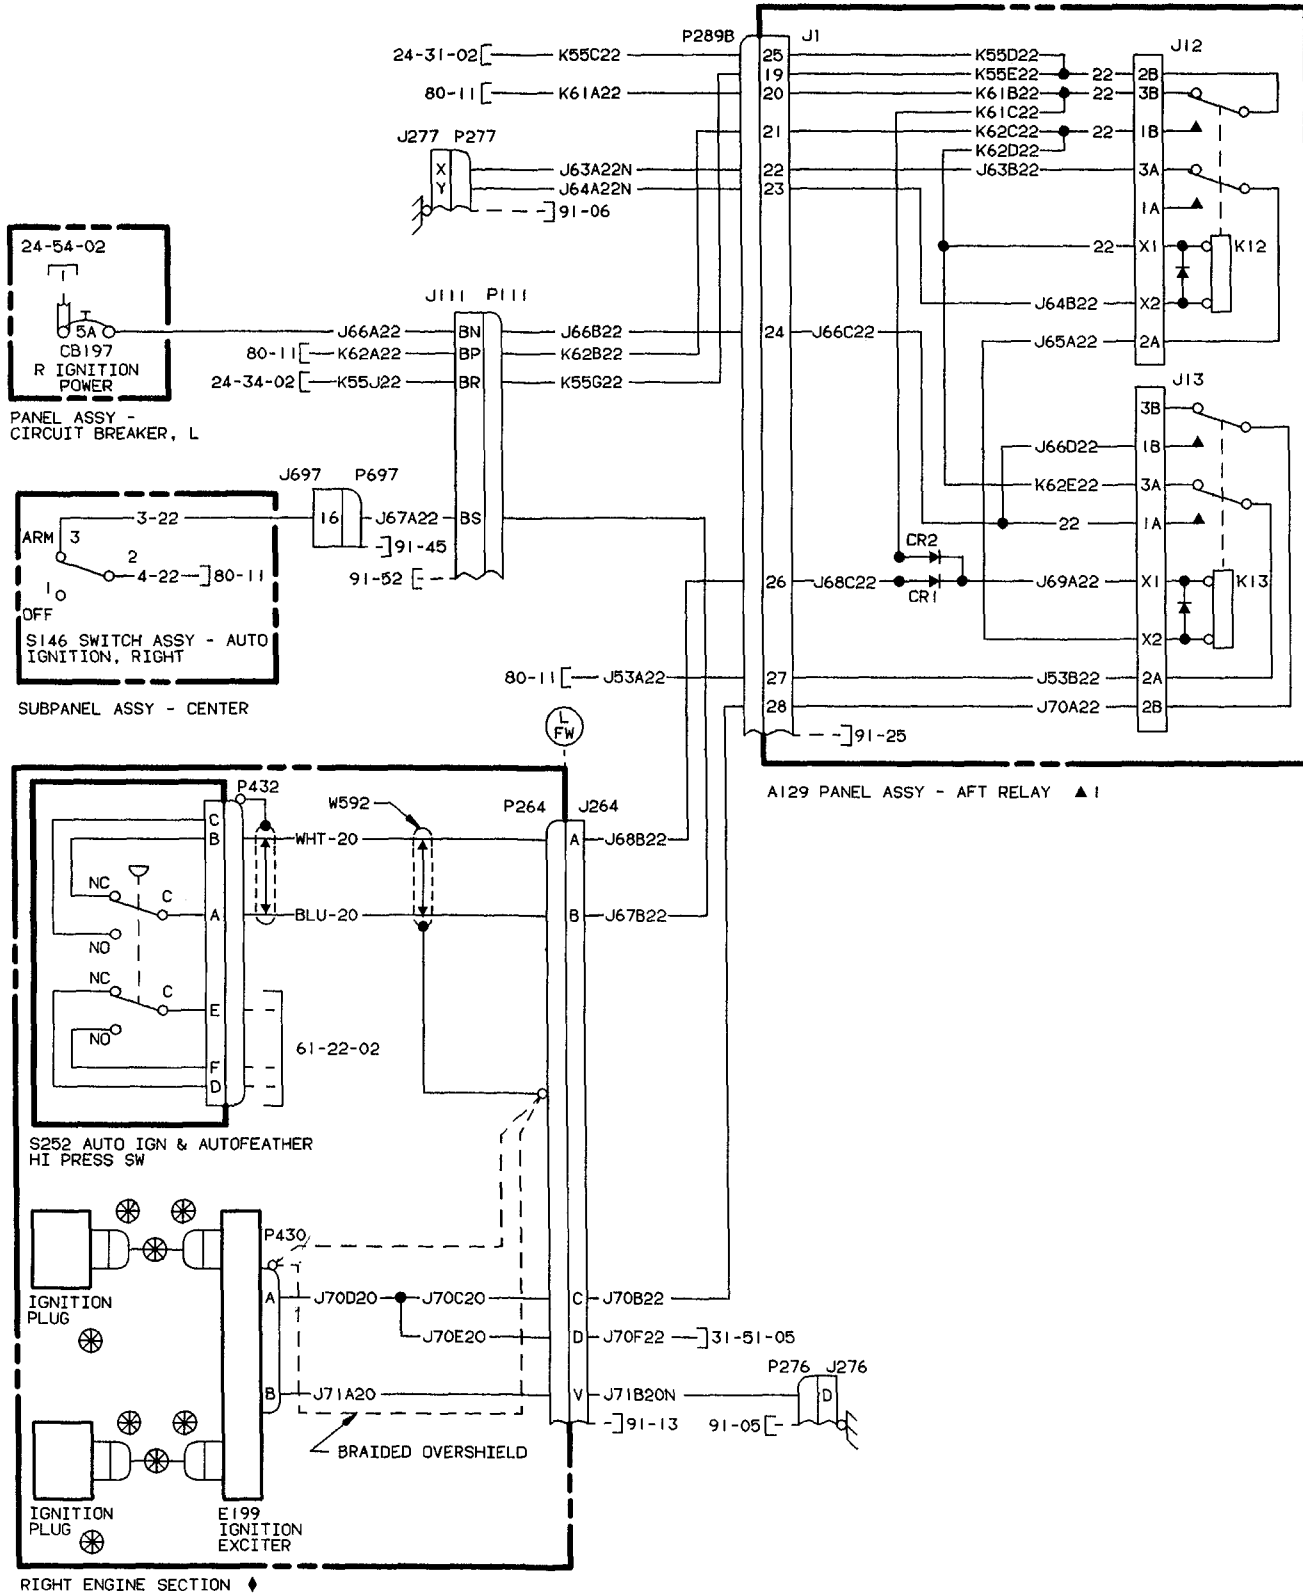 P289B J1
J12
24-31-02 K55C22 25 K55D22
19 K55E22 22 2B
80-11 K61A22 20 K61B22 22 3B
K61C22
J277 P277 21 K62C22 22 1B
K62D22
X J63A22N 22 J63B22 3A
Y J64A22N 23
91-06 1A
22 X1 K12
J64B22 X2
J65A22 2A
24-54-02
5A
CB197
R IGNITION
POWER
PANEL ASSY -
CIRCUIT BREAKER, L
J111 P111
J66A22 BN J66B22 24 J66C22
80-11 K62A22 BP K62B22
24-34-02 K55J22 BR K55G22
J13
3B
J66D22 1B
K62E22 3A
22 1A
J697 P697
3-22 16 J67A22 BS
91-45
91-52
ARM 3
2
4-22 80-11
1
OFF
S146 SWITCH ASSY - AUTO
IGNITION, RIGHT
SUBPANEL ASSY - CENTER
CR2
26 J68C22 J69A22 X1 K13
CR1
X2
80-11 J53A22 27 J53B22 2A
28 J70A22 2B
91-25
A129 PANEL ASSY - AFT RELAY ▲ 1
L
FW
P432
W592
P264 J264
C
B WHT-20 A J68B22
NC
C
A BLU-20 B J67B22
NO
NC
C
E
NO
61-22-02
F
D
S252 AUTO IGN & AUTOFEATHER
HI PRESS SW
P430
IGNITION
PLUG
A J70D20 J70C20 C J70B22
J70E20 D J70F22 31-51-05
P276 J276
B J71A20 V J71B20N D
91-13 91-05
BRAIDED OVERSHIELD
IGNITION
PLUG
E199
IGNITION
EXCITER
RIGHT ENGINE SECTION ♦